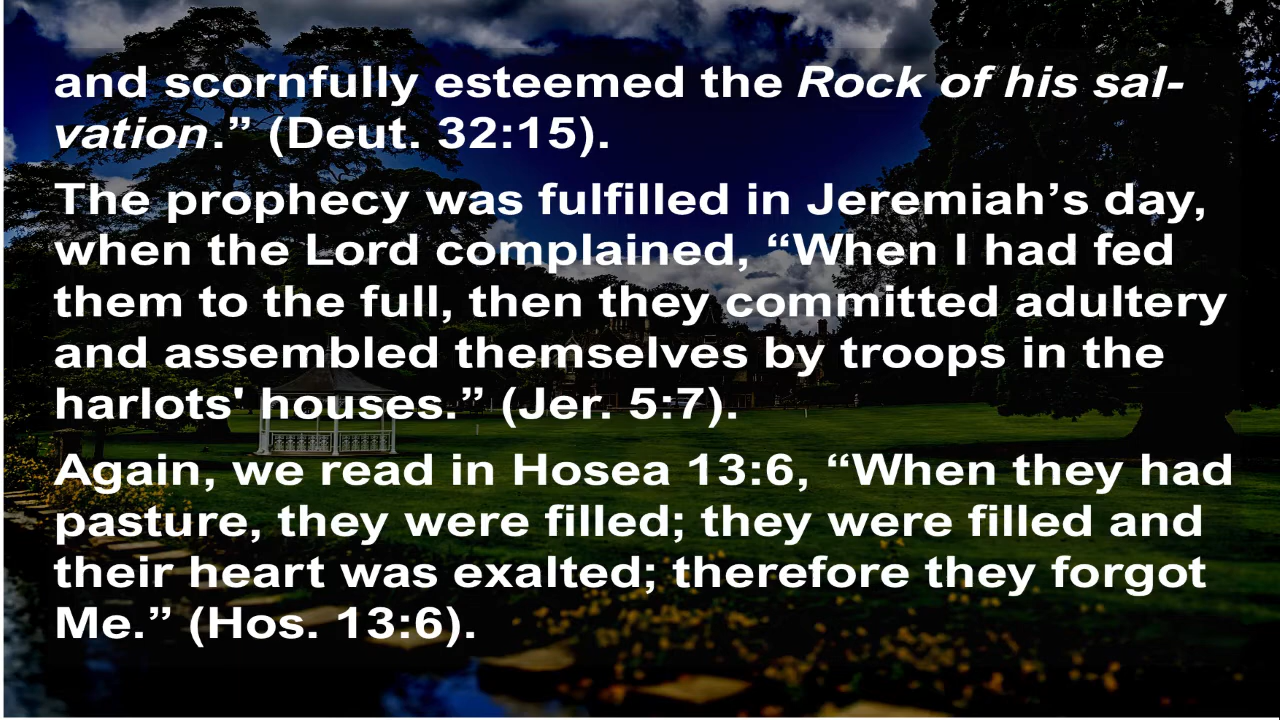 and scornfully esteemed the Rock of his sal-
vation.” (Deut. 32:15).
The prophecy was fulfilled in Jeremiah’s day,
when the Lord complained, “When I had fed
them to the full, then they committed adultery
and assembled themselves by troops in the
harlots' houses.” (Jer. 5:7).
Again, we read in Hosea 13:6, “When they had
pasture, they were filled; they were filled and
their heart was exalted; therefore they forgot
Me.” (Hos. 13:6).